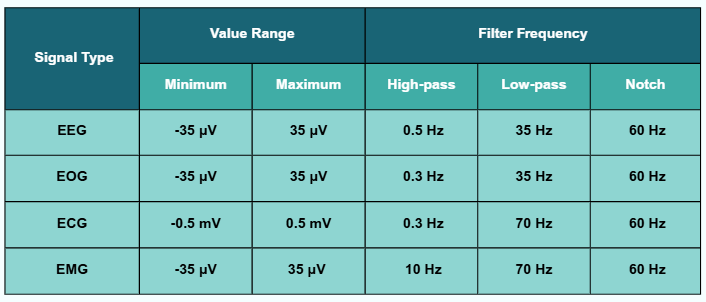 Signal Type Value Range Filter Frequency
Minimum Maximum High-pass Low-pass Notch
EEG -35 µV 35 µV 0.5 Hz 35 Hz 60 Hz
EOG -35 µV 35 µV 0.3 Hz 35 Hz 60 Hz
ECG -0.5 mV 0.5 mV 0.3 Hz 70 Hz 60 Hz
EMG -35 µV 35 µV 10 Hz 70 Hz 60 Hz